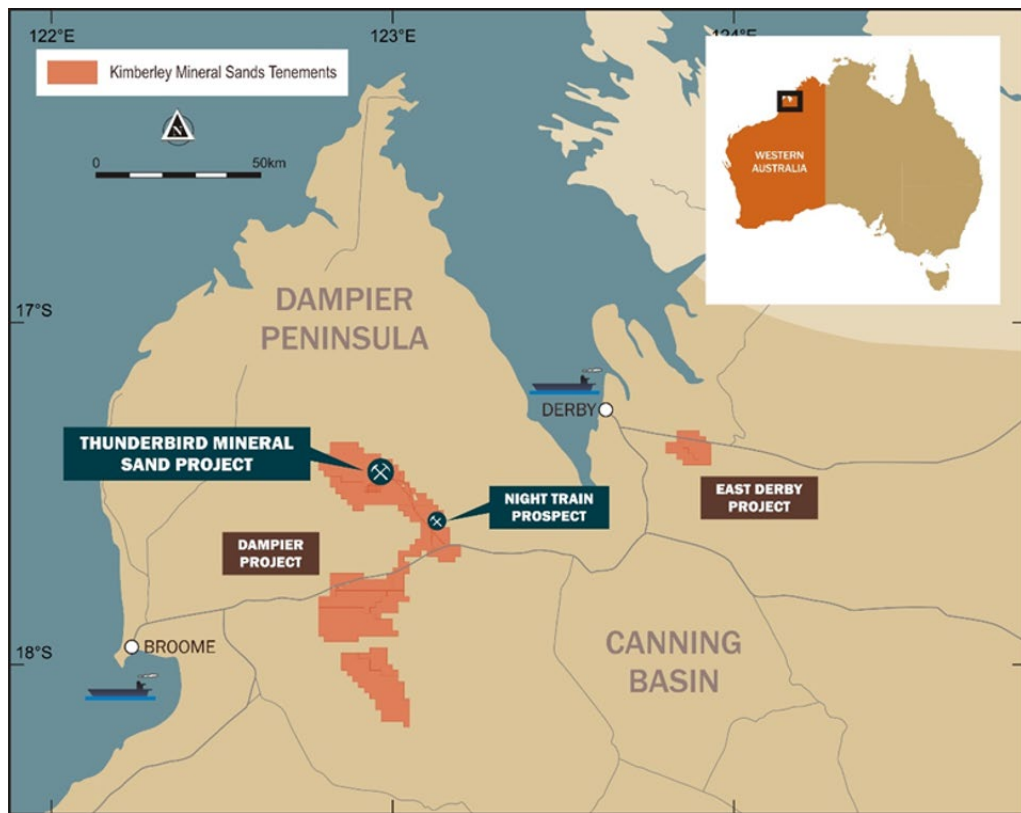 122°E
123°E
124°E
Kimberley Mineral Sands Tenements
N
0
50km
WESTERN
AUSTRALIA
17°S
DAMPIER
PENINSULA
DERBY
THUNDERBIRD MINERAL
SAND PROJECT
NIGHT TRAIN
PROSPECT
EAST DERBY
PROJECT
DAMPIER
PROJECT
BROOME
18°S
CANNING
BASIN